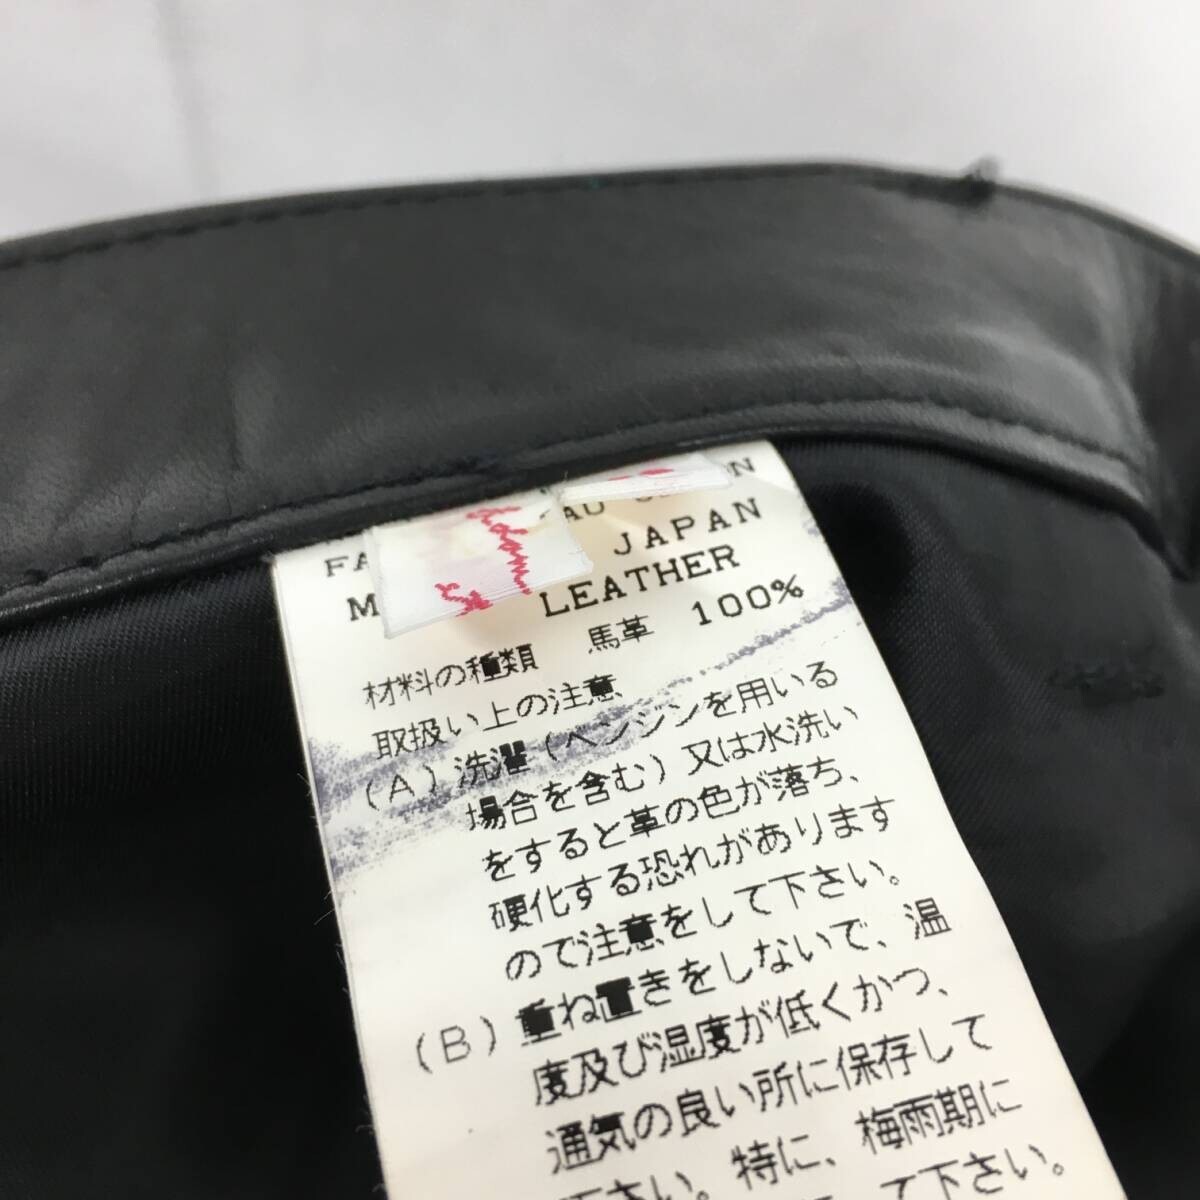 JAPAN
LEATHER
材料の種類 馬革 100%
取扱い上の注意
(A) 洗濯(ベンジンを用いる
場合を含む)又は水洗い
をすると革の色が落ち、
硬化する恐れがあります
ので注意をして下さい。
(B) 重ね置きをしないで、温
度及び湿度が低くかつ、
通気の良い所に保存して
下さい。特に、梅雨期に
て下さい。